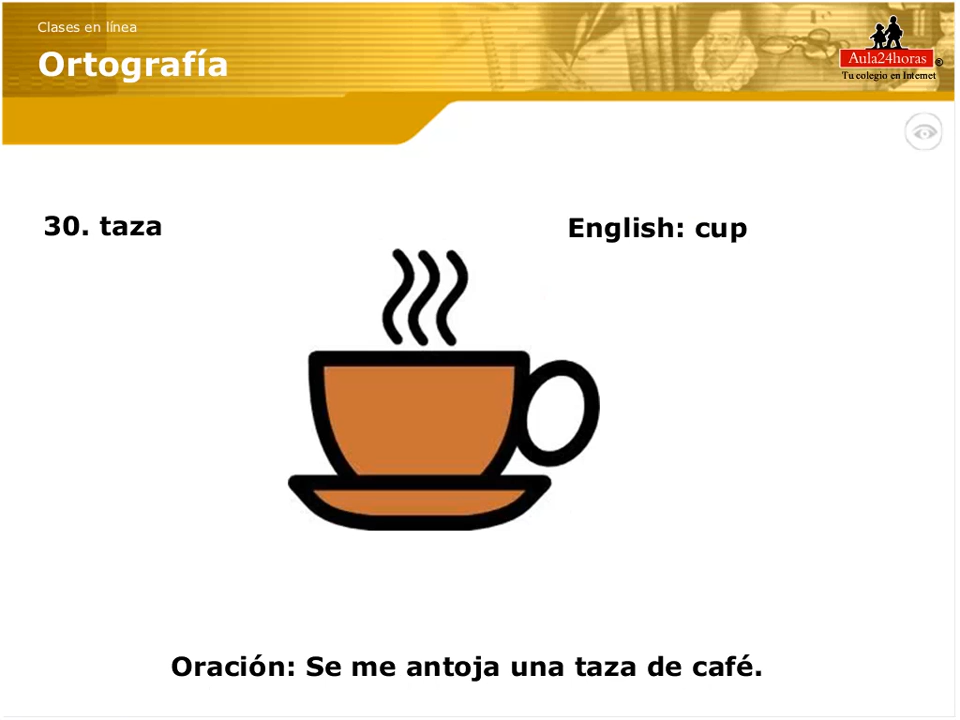 Clases en línea
Ortografía
Aula24horas
®
Tu colegio en Internet
30. taza
English: cup
Oración: Se me antoja una taza de café.